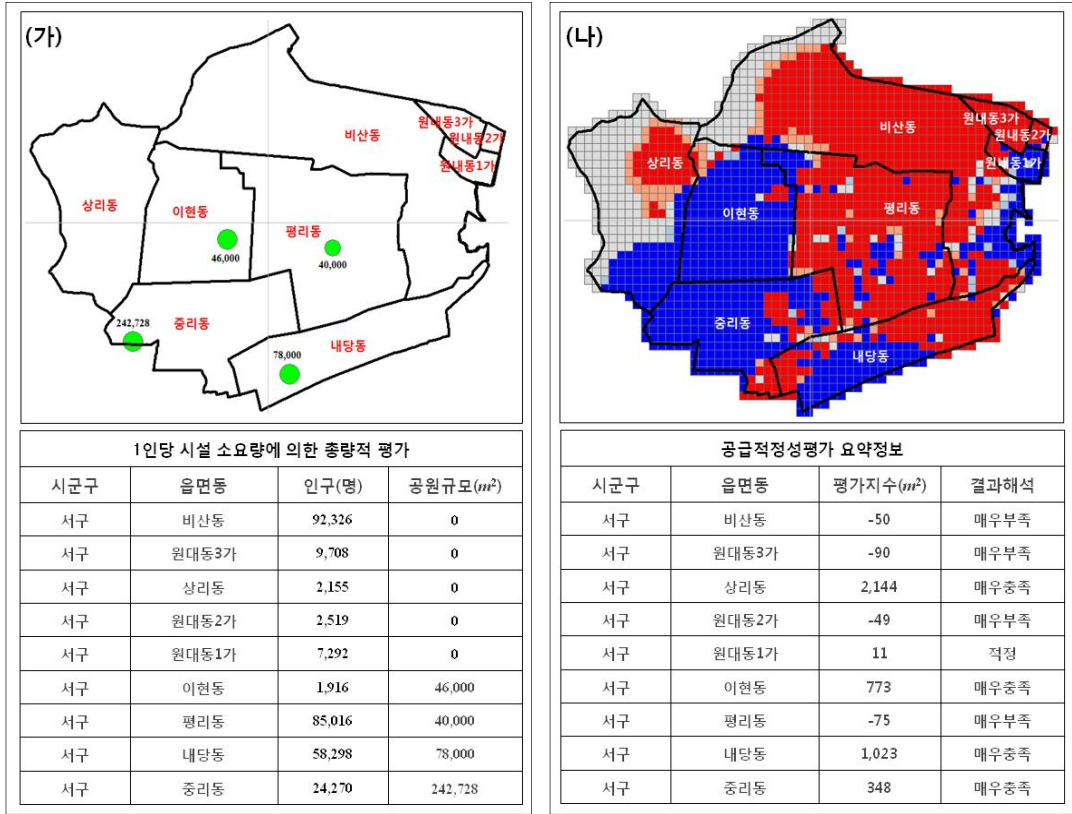 (가)
비산동
원내동3가
원내동2가
원내동1가
상리동
이현동
평리동
46,000
40,000
242,728
중리동
내당동
78,000
1인당 시설 소요량에 의한 총량적 평가
시군구 읍면동 인구(명) 공원규모(m²)
서구 비산동 92,326 0
서구 원대동3가 9,708 0
서구 상리동 2,155 0
서구 원대동2가 2,519 0
서구 원대동1가 7,292 0
서구 이현동 1,916 46,000
서구 평리동 85,016 40,000
서구 내당동 58,298 78,000
서구 중리동 24,270 242,728
(나)
비산동
원내동3가
원내동2가
원내동1가
상리동
이현동
평리동
중리동
내당동
공급적정성평가 요약정보
시군구 읍면동 평가지수(m²) 결과해석
서구 비산동 -50 매우부족
서구 원대동3가 -90 매우부족
서구 상리동 2,144 매우충족
서구 원대동2가 -49 매우부족
서구 원대동1가 11 적정
서구 이현동 773 매우충족
서구 평리동 -75 매우부족
서구 내당동 1,023 매우충족
서구 중리동 348 매우충족